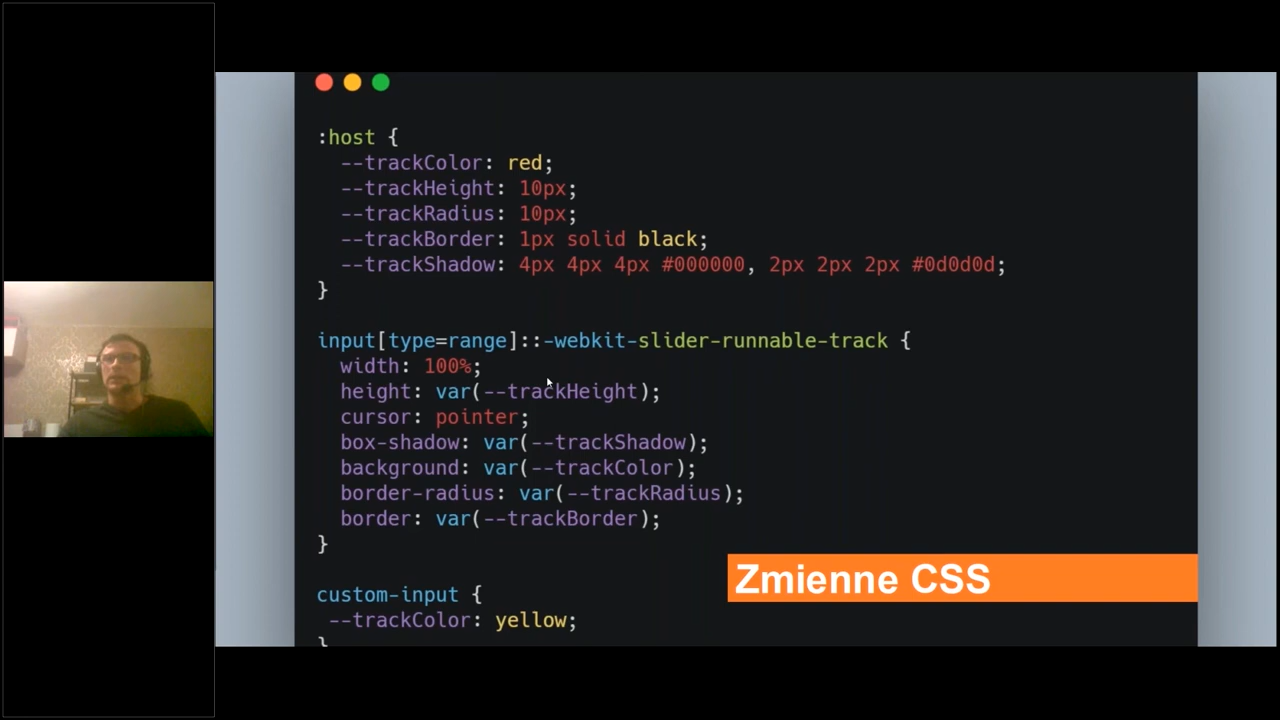 :host {
--trackColor: red;
--trackHeight: 10px;
--trackRadius: 10px;
--trackBorder: 1px solid black;
--trackShadow: 4px 4px 4px #000000, 2px 2px 2px #0d0d0d;
}
input[type=range]::-webkit-slider-runnable-track {
width: 100%;
height: var(--trackHeight);
cursor: pointer;
box-shadow: var(--trackShadow);
background: var(--trackColor);
border-radius: var(--trackRadius);
border: var(--trackBorder);
}
custom-input {
--trackColor: yellow;
}
Zmienne CSS